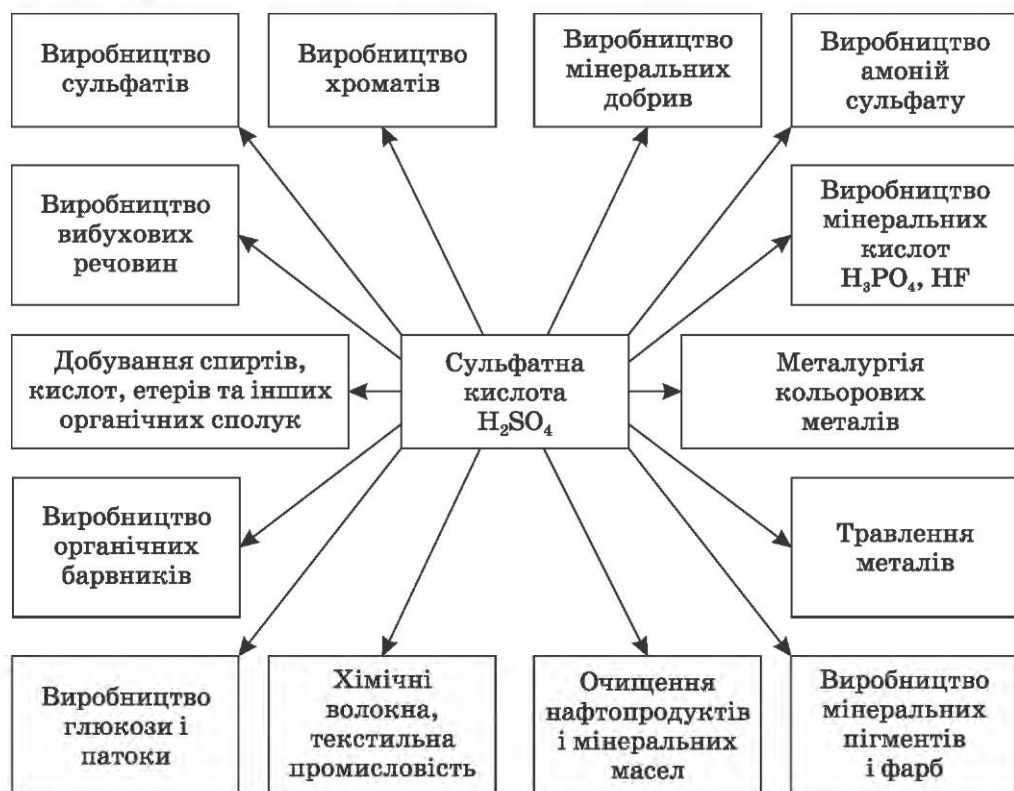 Виробництво
сульфатів
Виробництво
хроматів
Виробництво
мінеральних
добрив
Виробництво
амоній
сульфату
Виробництво
вибухових
речовин
Виробництво
мінеральних
кислот
H₃PO₄, HF
Добування спиртів,
кислот, етерів та інших
органічних сполук
Сульфатна
кислота
H₂SO₄
Металургія
кольорових
металів
Виробництво
органічних
барвників
Травлення
металів
Виробництво
глюкози і
патоки
Хімічні
волокна,
текстильна
промисловість
Очищення
нафтопродуктів
і мінеральних
масел
Виробництво
мінеральних
пігментів
і фарб